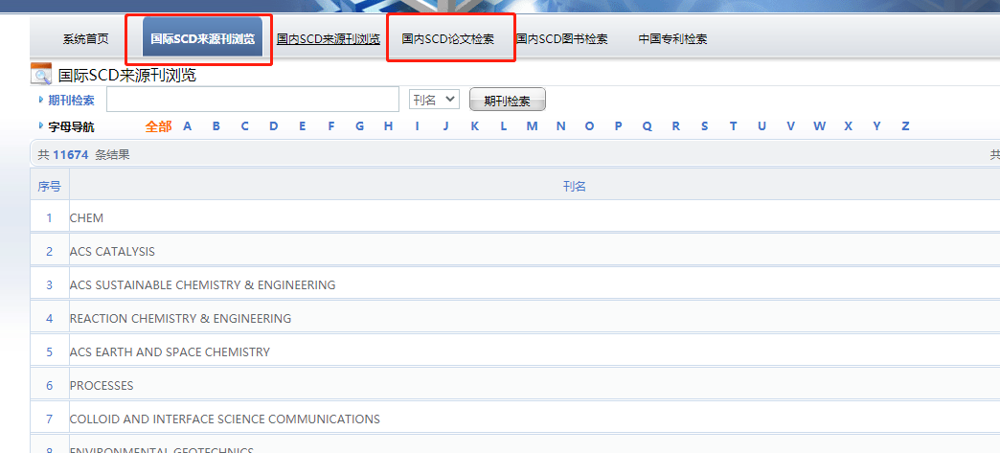 系统首页 国际SCD来源刊浏览 国内SCD来源刊浏览 国内SCD论文检索 国内SCD图书检索 中国专利检索
国际SCD来源刊浏览
期刊检索 刊名 期刊检索
字母导航 全部 A B C D E F G H I J K L M N O P Q R S T U V W X Y Z
共 11674 条结果 共
序号 刊名
1 CHEM
2 ACS CATALYSIS
3 ACS SUSTAINABLE CHEMISTRY & ENGINEERING
4 REACTION CHEMISTRY & ENGINEERING
5 ACS EARTH AND SPACE CHEMISTRY
6 PROCESSES
7 COLLOID AND INTERFACE SCIENCE COMMUNICATIONS
8 ENVIRONMENTAL GEOTECHNICS